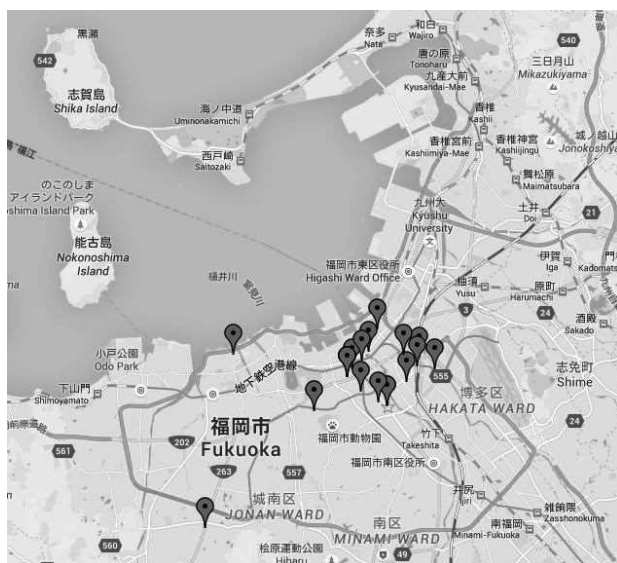 黒瀬
542
志賀島
Shika Island
奈多
Nata
和白
Wajiro
唐の原
Tonoharu
九産大前
Kyusandai-Mae
540
三日月山
Mikazukiyama
海ノ中道
Uminonakamichi
香椎
Kashii
香椎宮前
Kashiimiya-Mae
香椎神宮
Kashiijingu
城ノ越山
Jonokoshiya
西戸崎
Saitozaki
舞松原
Maimatsubara
のこのしま
アイランドパーク
oshima Island Park
九州大
Kyushu
University
土井
Doi
21
能古島
Nokonoshima
Island
福岡市東区役所
Higashi Ward Office
伊賀
Iga
Kadomats
樋井川
室見川
柚須
Yusu
原町
Harumachi
3
24
酒殿
Sakado
小戸公園
Odo Park
地下鉄空港線
志免町
Shime
555
下山門
Shimoyamato
博多区
HAKATA WARD
福岡市
Fukuoka
福岡市動物園
竹下
Takeshita
24
202
561
263
557
福岡市南区役所
城南区
JONAN WARD
井尻
Ijiri
雑餉隈
Zasshonokuma
南区
MINAMI WARD
南福岡
Minami-Fukuoka
560
桧原運動公園
Hibaru
49